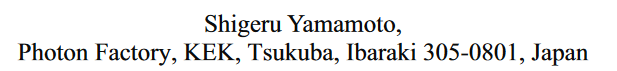 Shigeru Yamamoto,
Photon Factory, KEK, Tsukuba, Ibaraki 305-0801, Japan